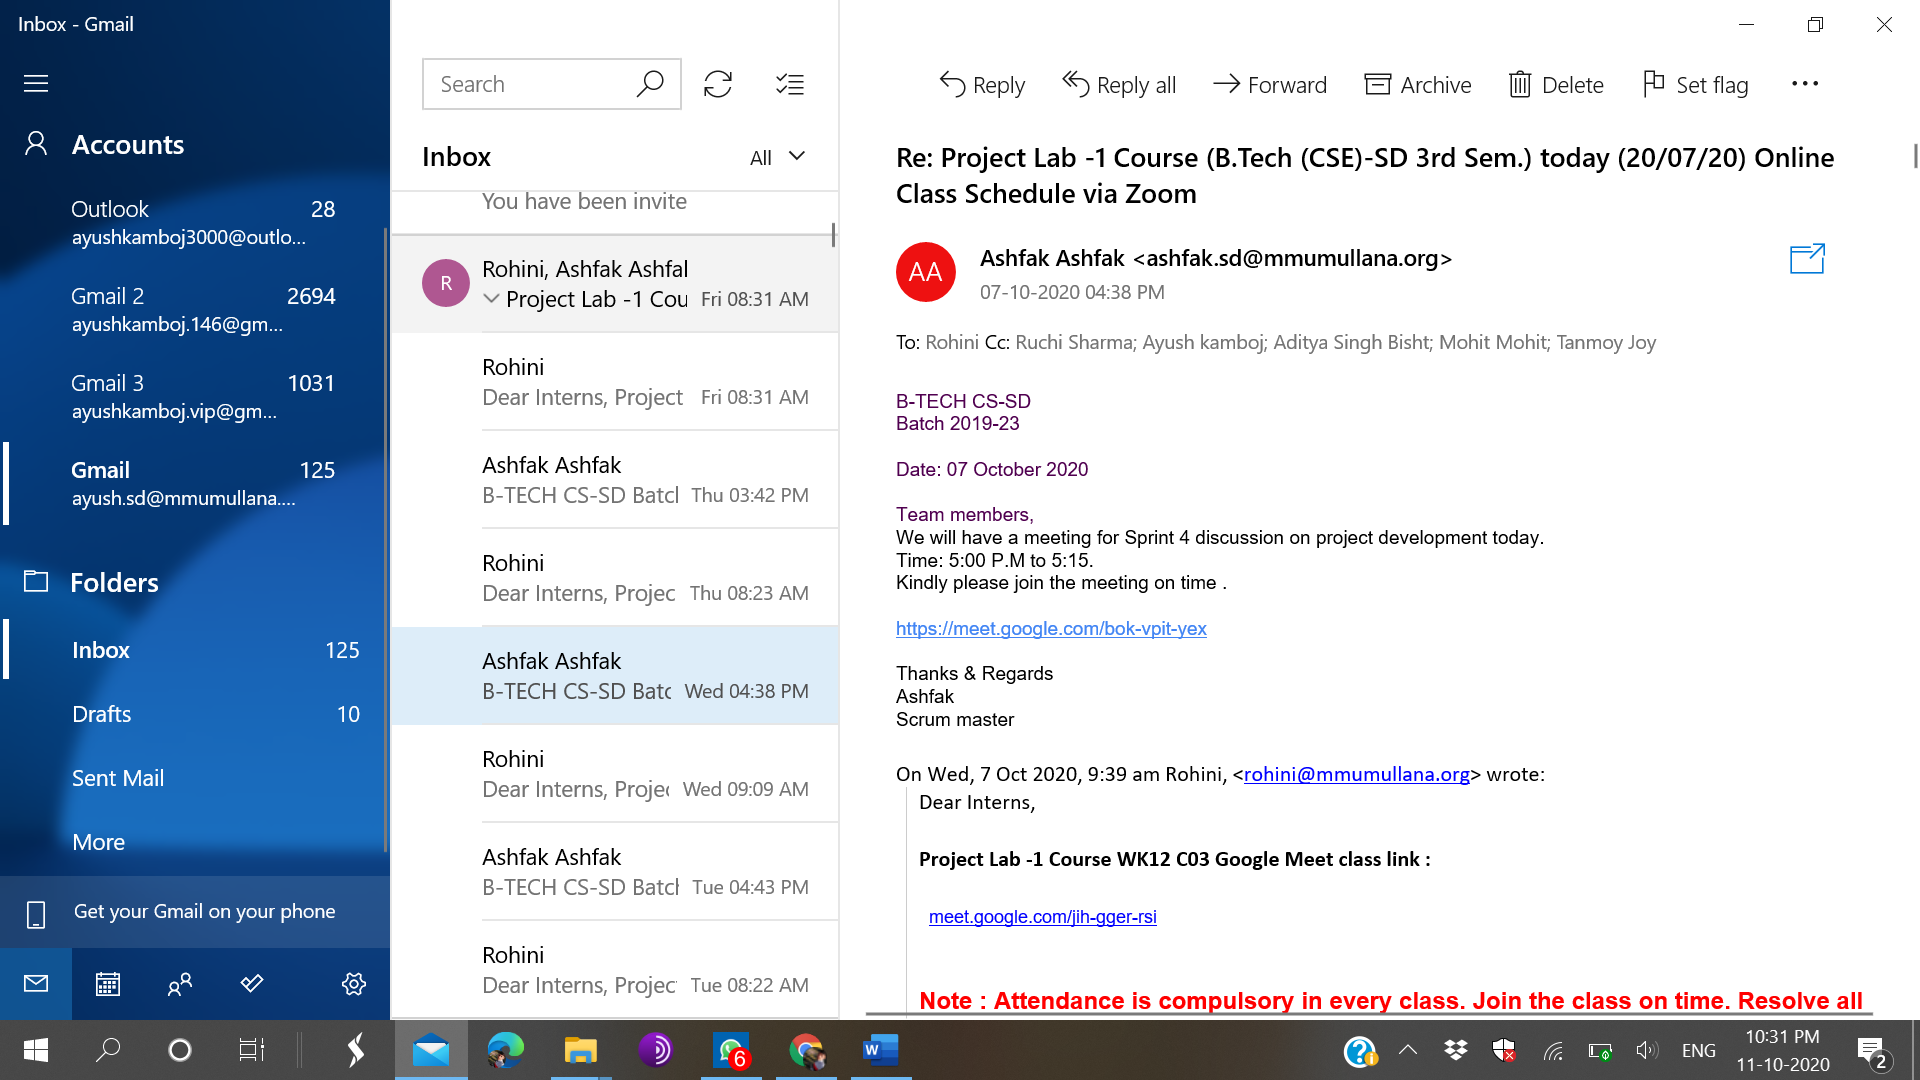 Inbox - Gmail
Accounts
Outlook 28
ayushkamboj3000@outlo...
Gmail 2 2694
ayushkamboj.146@gm...
Gmail 3 1031
ayushkamboj.vip@gm...
Gmail 125
ayush.sd@mmumullana....
Folders
Inbox 125
Drafts 10
Sent Mail
More
Get your Gmail on your phone
Search
Inbox All
You have been invite
R
Rohini, Ashfak Ashfal
Project Lab -1 Cou Fri 08:31 AM
Rohini
Dear Interns, Project Fri 08:31 AM
Ashfak Ashfak
B-TECH CS-SD Batcl Thu 03:42 PM
Rohini
Dear Interns, Projec Thu 08:23 AM
Ashfak Ashfak
B-TECH CS-SD Batc Wed 04:38 PM
Rohini
Dear Interns, Projec Wed 09:09 AM
Ashfak Ashfak
B-TECH CS-SD Batcl Tue 04:43 PM
Rohini
Dear Interns, Projec Tue 08:22 AM
Reply Reply all Forward Archive Delete Set flag ...
Re: Project Lab -1 Course (B.Tech (CSE)-SD 3rd Sem.) today (20/07/20) Online
Class Schedule via Zoom
AA
Ashfak Ashfak <ashfak.sd@mmumullana.org>
07-10-2020 04:38 PM
To: Rohini Cc: Ruchi Sharma; Ayush kamboj; Aditya Singh Bisht; Mohit Mohit; Tanmoy Joy
B-TECH CS-SD
Batch 2019-23
Date: 07 October 2020
Team members,
We will have a meeting for Sprint 4 discussion on project development today.
Time: 5:00 P.M to 5:15.
Kindly please join the meeting on time .
https://meet.google.com/bok-vpit-yex
Thanks & Regards
Ashfak
Scrum master
On Wed, 7 Oct 2020, 9:39 am Rohini, <rohini@mmumullana.org> wrote:
Dear Interns,
Project Lab -1 Course WK12 C03 Google Meet class link :
meet.google.com/jih-gger-rsi
Note : Attendance is compulsory in every class. Join the class on time. Resolve all
6
W
ENG
10:31 PM
11-10-2020
2